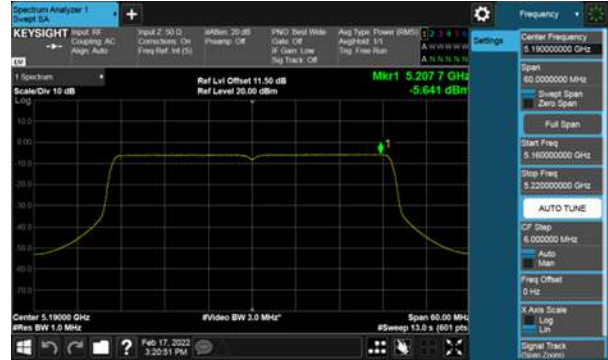 Spectrum Analyzer 1
Swept SA
KEYSIGHT
Input: RF
Coupling: AC
Align: Auto
Input Z: 50 Ω
Corrections: On
Freq Ref: Int (S)
#Atten: 20 dB
Preamp: Off
PNO: Best Wide
Gate: Off
IF Gain: Low
Sig Track: Off
Avg Type: Power (RMS)
Avg|Hold: 1/1
Trig: Free Run
1 2 3 4 5 6
A W W W W W
A N N N N N
LW
1 Spectrum
Scale/Div 10 dB
Log
Ref Lvl Offset 11.50 dB
Ref Level 20.00 dBm
Mkr1 5.207 7 GHz
-5.641 dBm
1
10.0
0.00
-10.0
-20.0
-30.0
-40.0
-50.0
-60.0
-70.0
Center 5.19000 GHz
#Res BW 1.0 MHz
#Video BW 3.0 MHz*
Span 60.00 MHz
#Sweep 13.0 s (601 pts)
Feb 17, 2022
3:20:51 PM
Frequency
Settings
Center Frequency
5.190000000 GHz
Span
60.0000000 MHz
Swept Span
Zero Span
Full Span
Start Freq
5.160000000 GHz
Stop Freq
5.220000000 GHz
AUTO TUNE
CF Step
6.000000 MHz
Auto
Man
Freq Offset
0 Hz
X Axis Scale
Log
Lin
Signal Track
(Span Zoom)